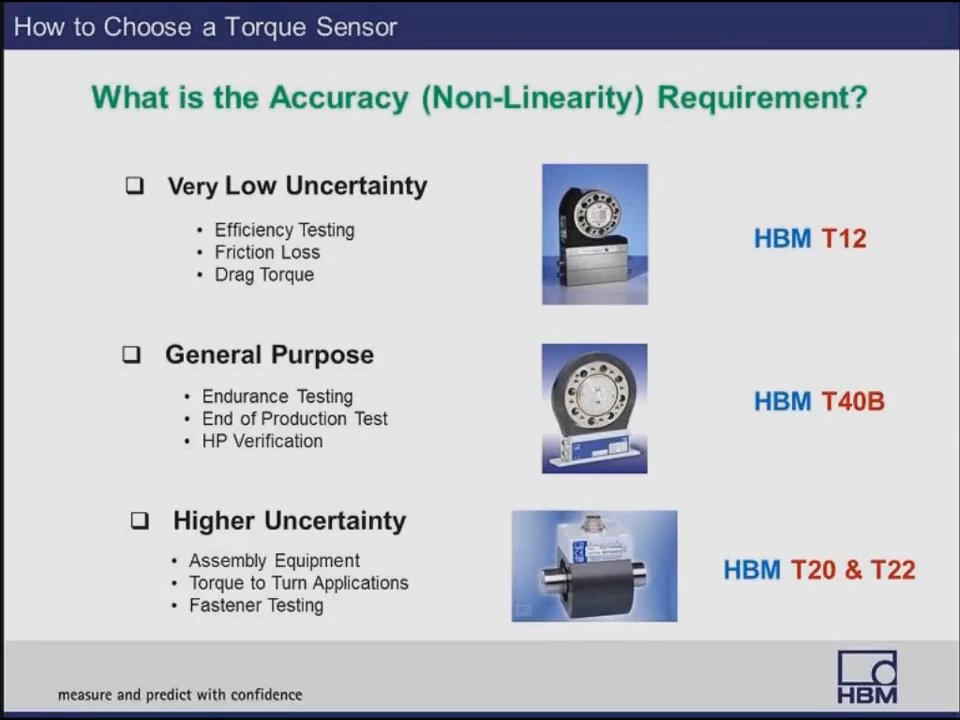 How to Choose a Torque Sensor
What is the Accuracy (Non-Linearity) Requirement?
Very Low Uncertainty
• Efficiency Testing
• Friction Loss
• Drag Torque
HBM T12
General Purpose
• Endurance Testing
• End of Production Test
• HP Verification
HBM T40B
Higher Uncertainty
• Assembly Equipment
• Torque to Turn Applications
• Fastener Testing
HBM T20 & T22
measure and predict with confidence
HBM